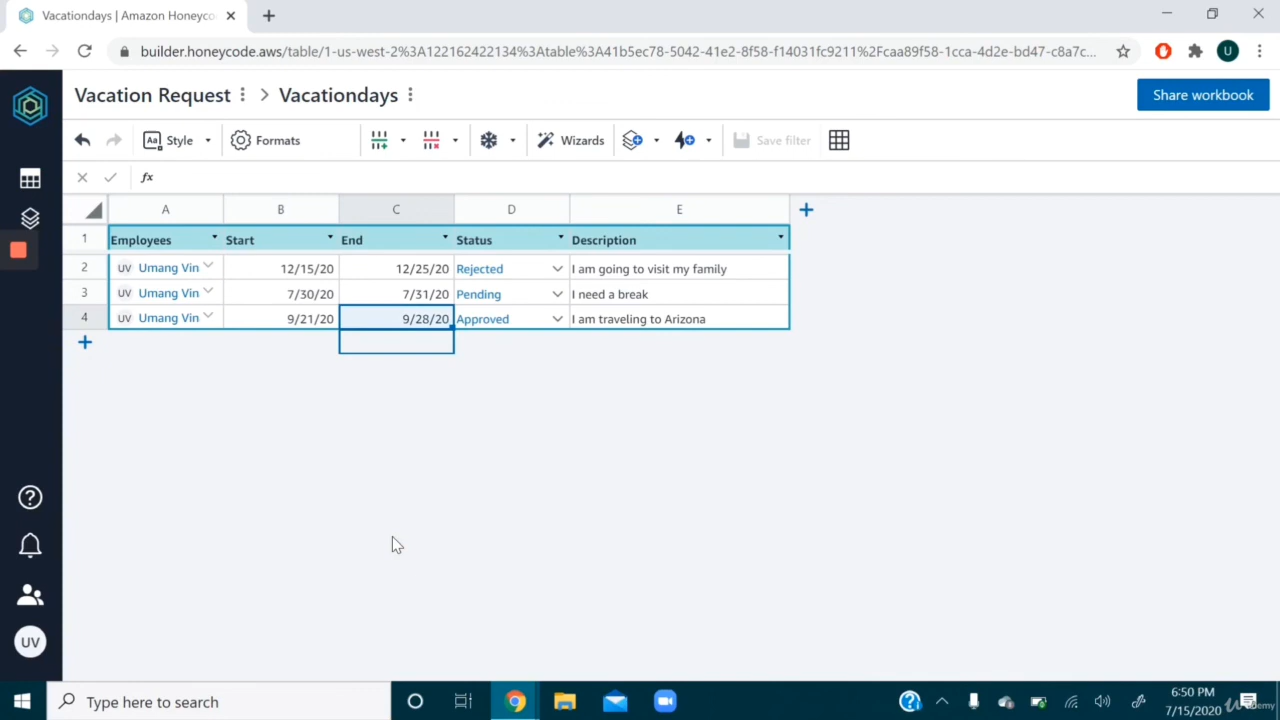 Vacationdays | Amazon Honeyco
builder.honeycode.aws/table/1-us-west-2%3A122162422134%3Atable%3A41b5ec78-5042-41e2-8f58-f14031fc9211%2Fcaa89f58-1cca-4d2e-bd47-c8a7c...
U
Vacation Request > Vacationdays
Share workbook
Aa Style
Formats
Wizards
Save filter
fx
A B C D E
1 Employees Start End Status Description
2 UV Umang Vin 12/15/20 12/25/20 Rejected I am going to visit my family
3 UV Umang Vin 7/30/20 7/31/20 Pending I need a break
4 UV Umang Vin 9/21/20 9/28/20 Approved I am traveling to Arizona
UV
Type here to search
6:50 PM
7/15/2020
Udemy